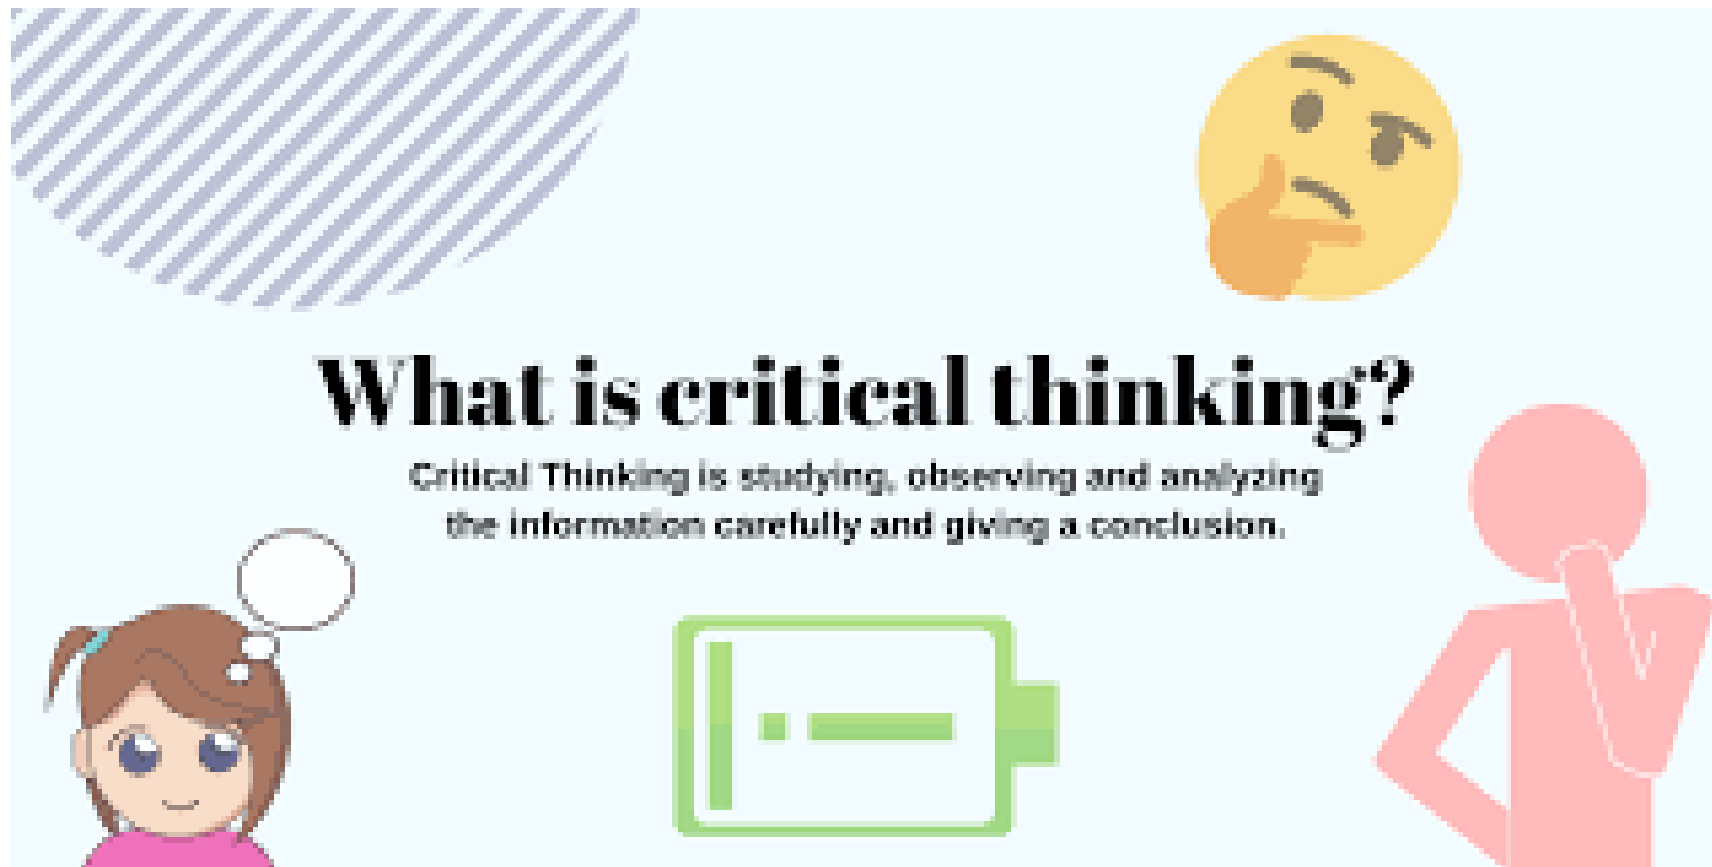 What is critical thinking?
Critical Thinking is studying, observing and analyzing
the information carefully and giving a conclusion.